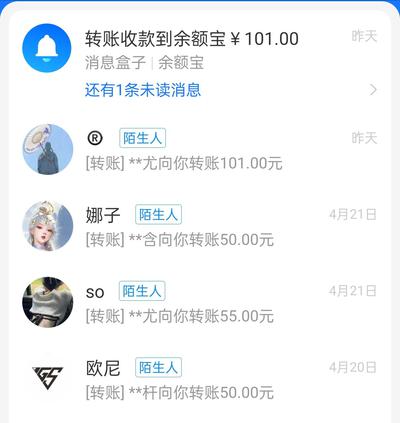 转账收款到余额宝￥101.00
昨天
消息盒子 | 余额宝
还有1条未读消息
® 陌生人
昨天
[转账] **尤向你转账101.00元
娜子 陌生人
4月21日
[转账] **含向你转账50.00元
so 陌生人
4月21日
[转账] **尤向你转账55.00元
欧尼 陌生人
4月20日
[转账] **杆向你转账50.00元